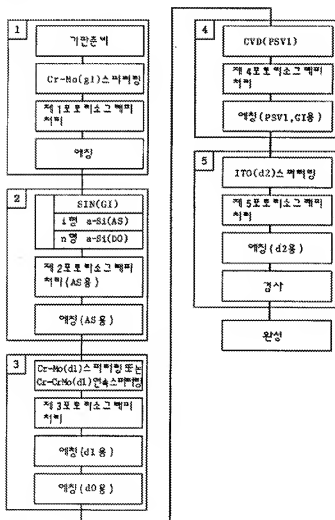 1
기판준비
Cr-Mo(g1)스퍼터링
제1포토리소그래피
처리
에칭
2
SIN(GI)
i형 a-Si(AS)
n형 a-Si(D0)
제2포토리소그래피
처리(AS용)
에칭(AS용)
3
Cr-Mo(d1)스퍼터링또는
Cr-CrMo(d1)연속스퍼터링
제3포토리소그래피
처리
에칭(d1용)
에칭(d0용)
4
CVD(PSV1)
제4포토리소그래피
처리
에칭(PSV1,GI용)
5
ITO(d2)스퍼터링
제5포토리소그래피
처리
에칭(d2용)
검사
완성